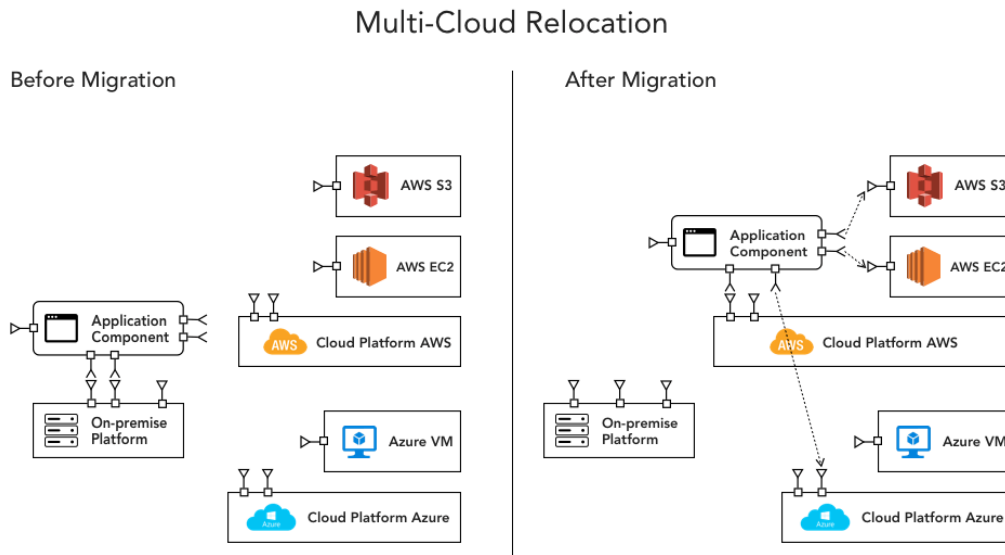 Multi-Cloud Relocation
Before Migration
AWS S3
AWS EC2
Application
Component
AWS
Cloud Platform AWS
On-premise
Platform
Azure VM
Azure
Cloud Platform Azure
After Migration
AWS S3
Application
Component
AWS EC2
AWS
Cloud Platform AWS
On-premise
Platform
Azure VM
Azure
Cloud Platform Azure